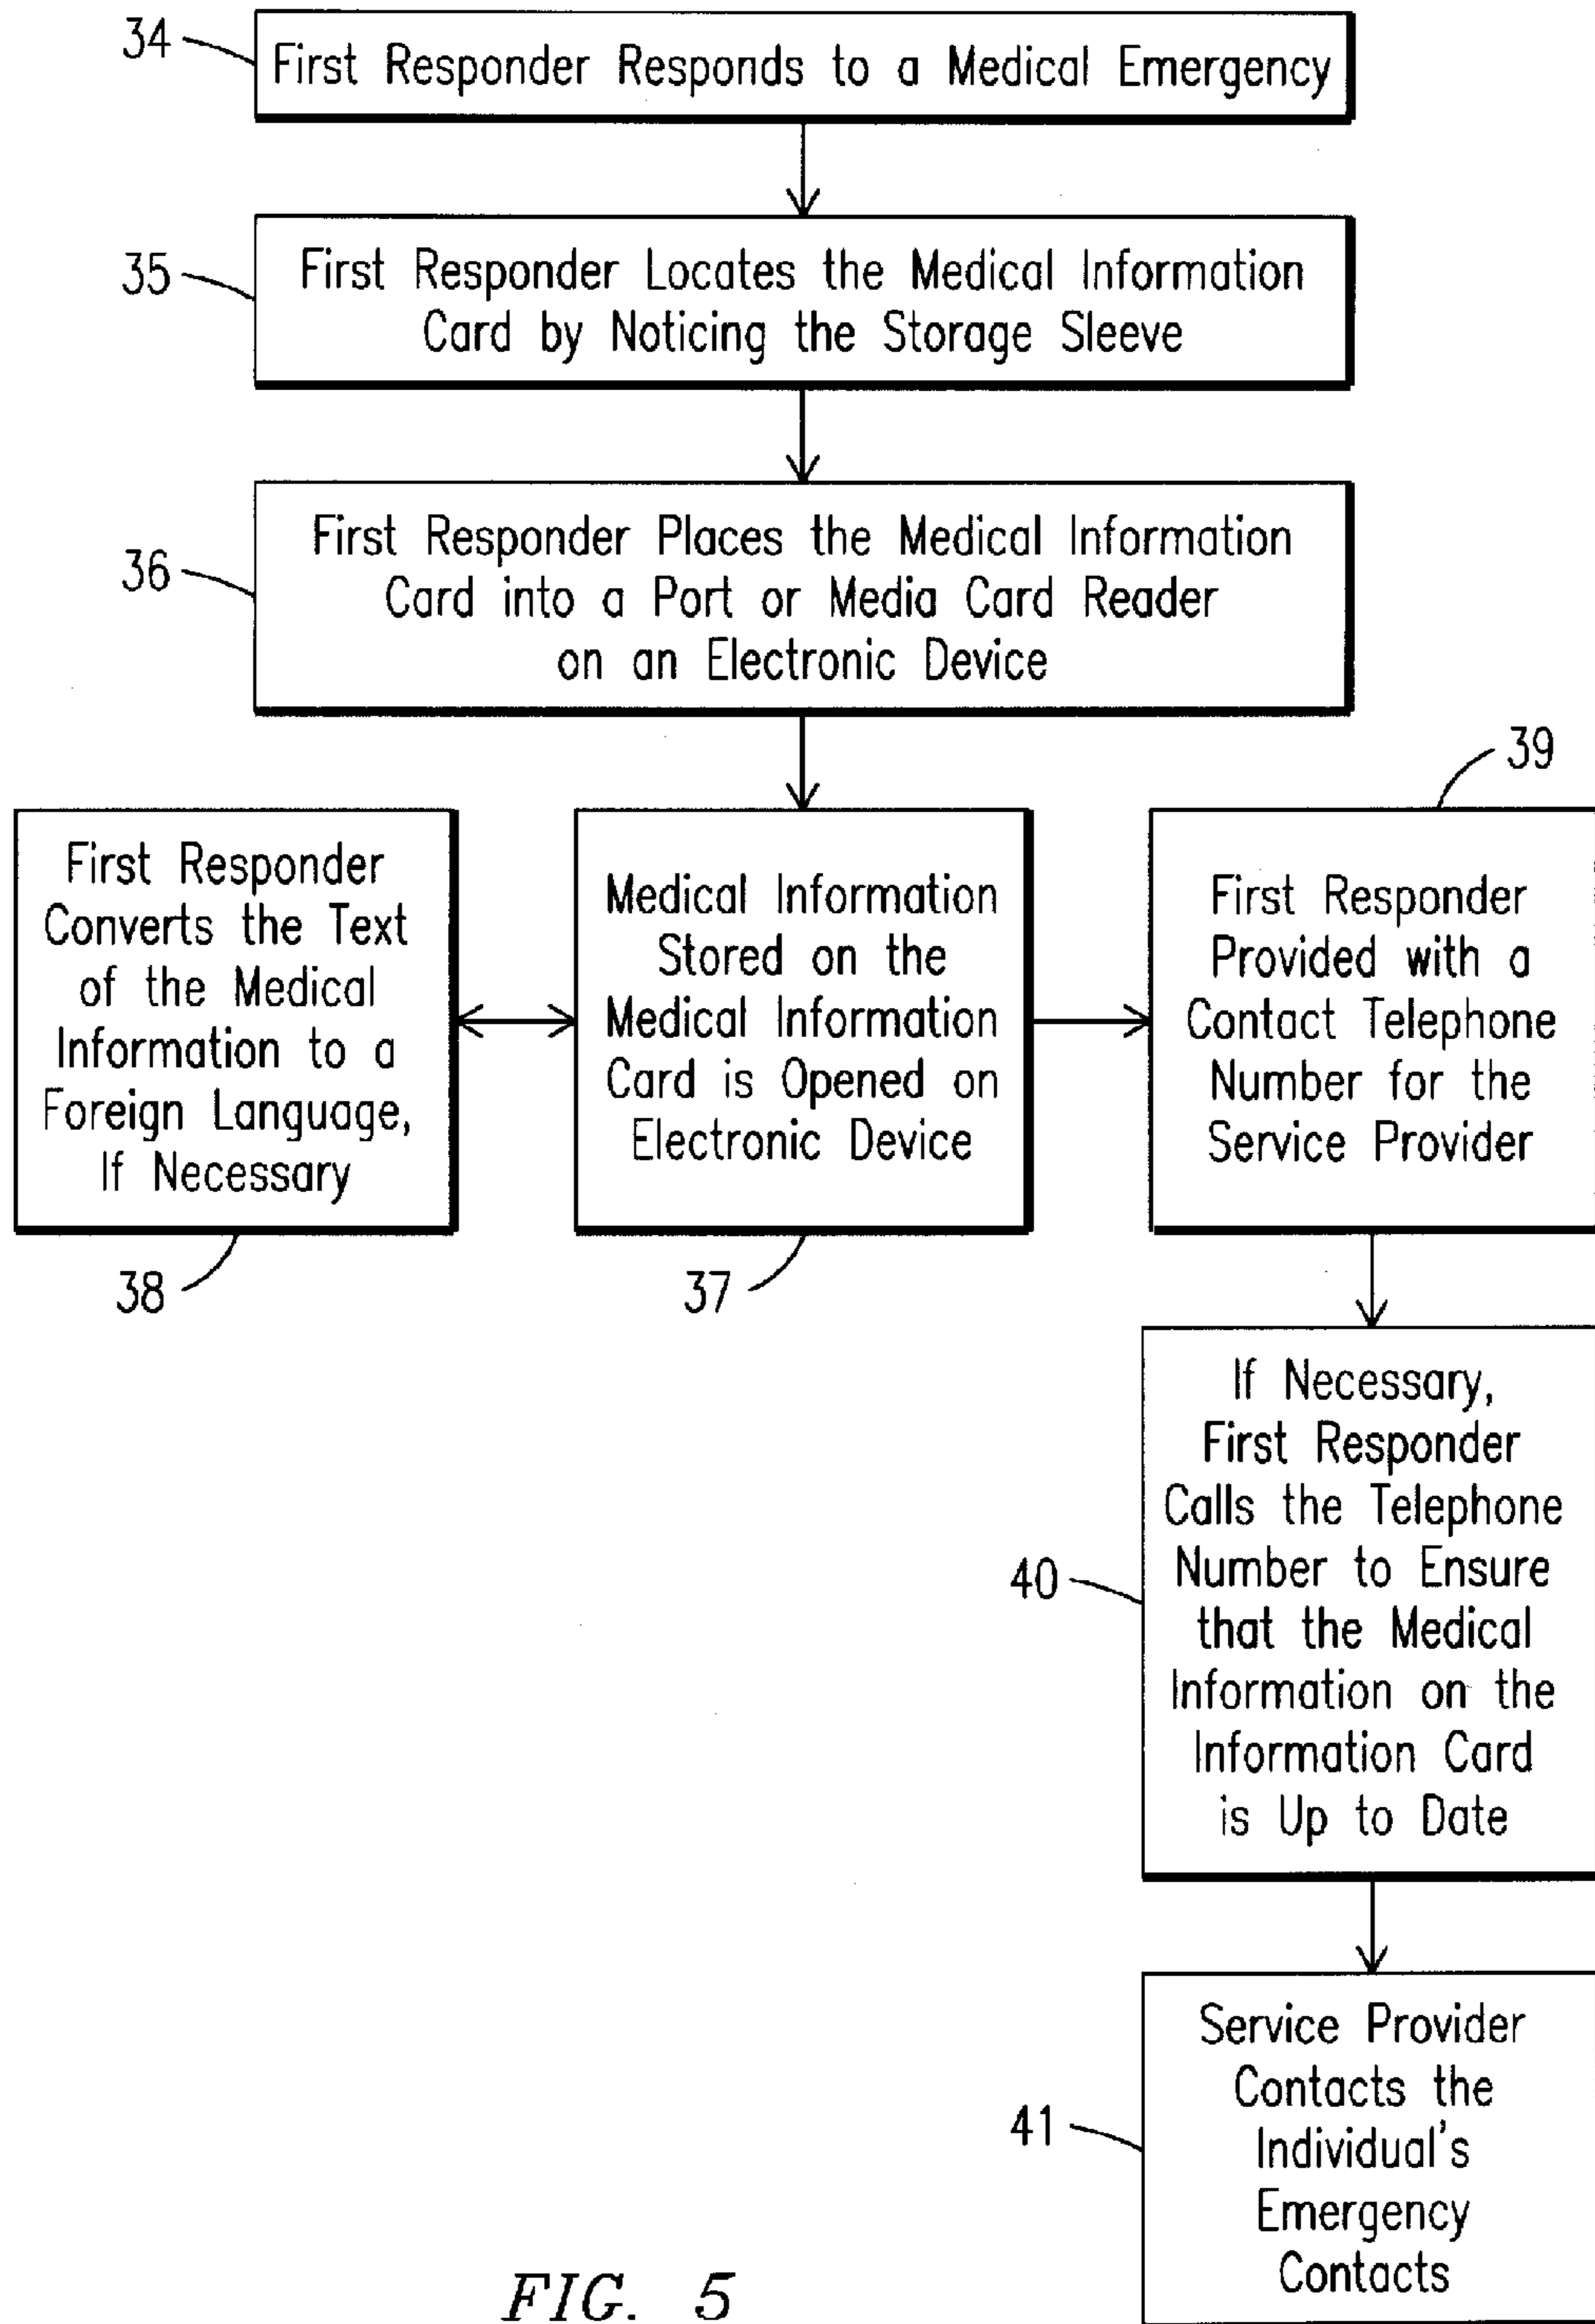 34
First Responder Responds to a Medical Emergency
35
First Responder Locates the Medical Information
Card by Noticing the Storage Sleeve
36
First Responder Places the Medical Information
Card into a Port or Media Card Reader
on an Electronic Device
First Responder
Converts the Text
of the Medical
Information to a
Foreign Language,
If Necessary
38
Medical Information
Stored on the
Medical Information
Card is Opened on
Electronic Device
37
39
First Responder
Provided with a
Contact Telephone
Number for the
Service Provider
40
If Necessary,
First Responder
Calls the Telephone
Number to Ensure
that the Medical
Information on the
Information Card
is Up to Date
41
Service Provider
Contacts the
Individual's
Emergency
Contacts
FIG. 5